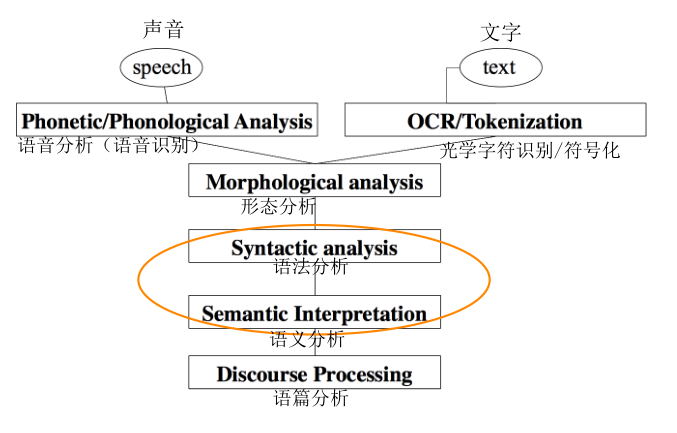 声音
文字
speech
text
Phonetic/Phonological Analysis
OCR/Tokenization
语音分析（语音识别）
光学字符识别/符号化
Morphological analysis
形态分析
Syntactic analysis
语法分析
Semantic Interpretation
语义分析
Discourse Processing
语篇分析